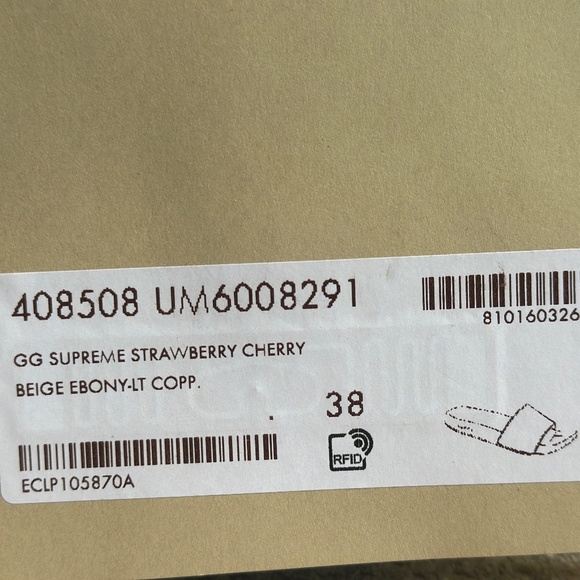 408508 UM6008291
810160326
GG SUPREME STRAWBERRY CHERRY
BEIGE EBONY-LT COPP.
. 38
RFID
ECLP105870A